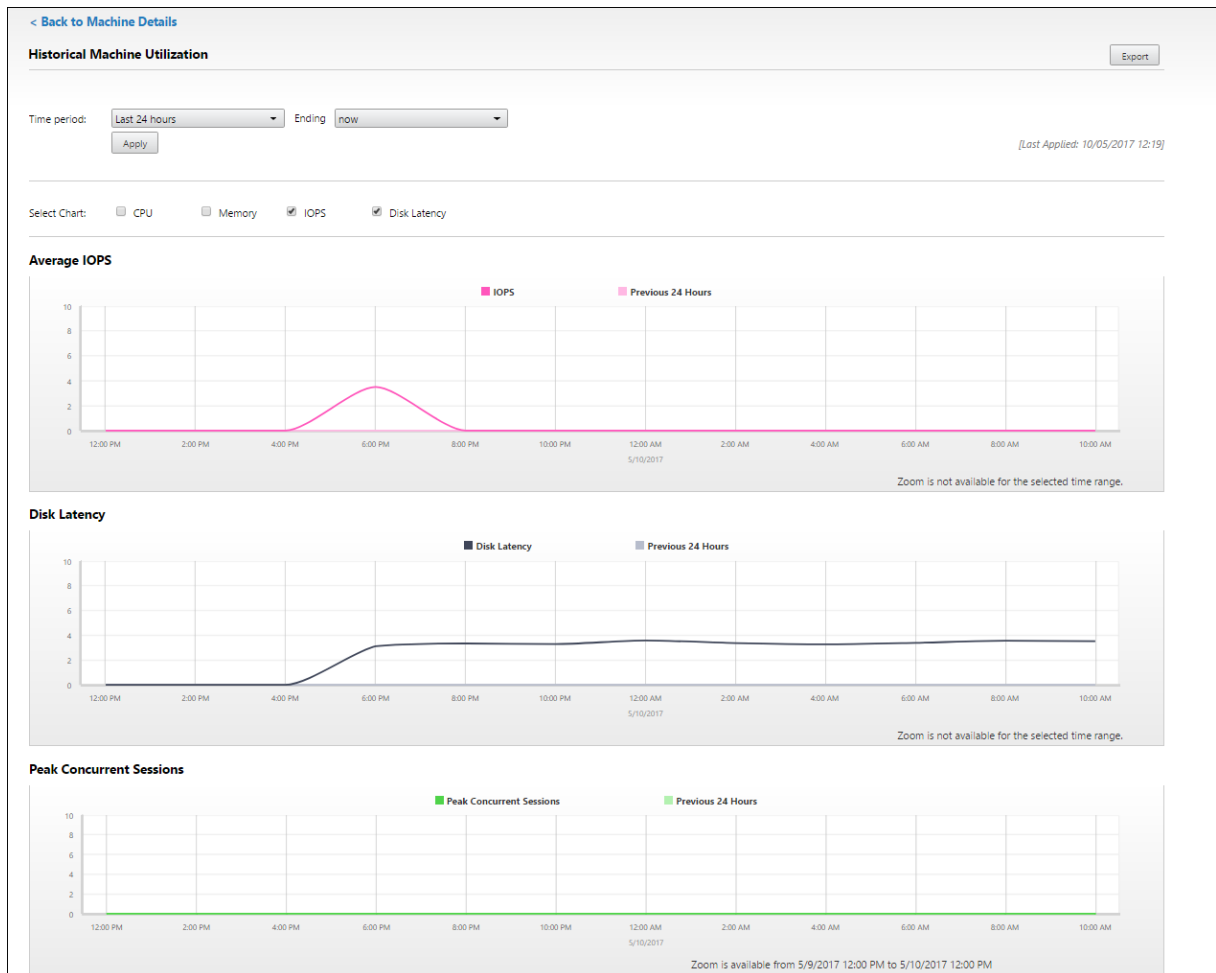 < Back to Machine Details
Historical Machine Utilization
Export
Time period: Last 24 hours Ending now
Apply
[Last Applied: 10/05/2017 12:19]
Select Chart: CPU Memory IOPS Disk Latency
Average IOPS
IOPS Previous 24 Hours
10
8
6
4
2
0
12:00 PM 2:00 PM 4:00 PM 6:00 PM 8:00 PM 10:00 PM 12:00 AM 2:00 AM 4:00 AM 6:00 AM 8:00 AM 10:00 AM
5/10/2017
Zoom is not available for the selected time range.
Disk Latency
Disk Latency Previous 24 Hours
10
8
6
4
2
0
12:00 PM 2:00 PM 4:00 PM 6:00 PM 8:00 PM 10:00 PM 12:00 AM 2:00 AM 4:00 AM 6:00 AM 8:00 AM 10:00 AM
5/10/2017
Zoom is not available for the selected time range.
Peak Concurrent Sessions
Peak Concurrent Sessions Previous 24 Hours
10
8
6
4
2
0
12:00 PM 2:00 PM 4:00 PM 6:00 PM 8:00 PM 10:00 PM 12:00 AM 2:00 AM 4:00 AM 6:00 AM 8:00 AM 10:00 AM
5/10/2017
Zoom is available from 5/9/2017 12:00 PM to 5/10/2017 12:00 PM